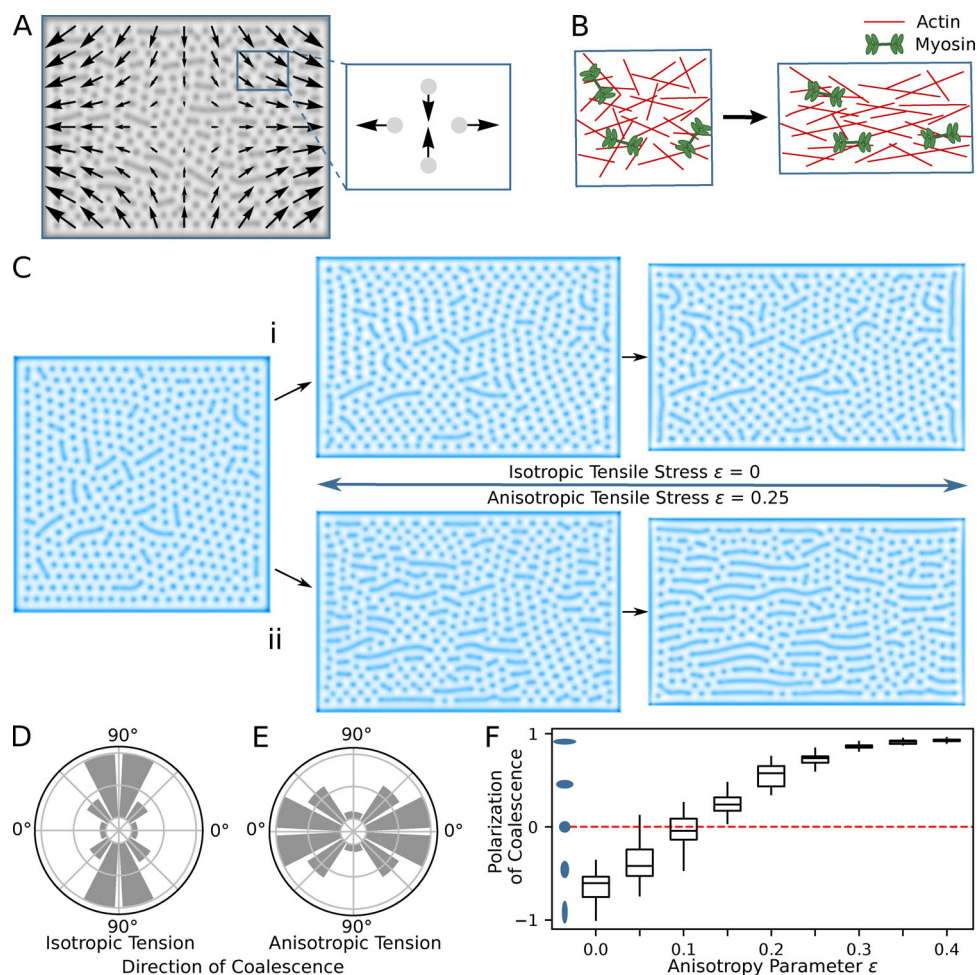 A
B
Actin
Myosin
C
i
Isotropic Tensile Stress ε = 0
Anisotropic Tensile Stress ε = 0.25
ii
D
90°
0°
0°
90°
Isotropic Tension
E
90°
0°
0°
90°
Anisotropic Tension
Direction of Coalescence
F
Polarization
of Coalescence
1
0
−1
0.0
0.1
0.2
0.3
0.4
Anisotropy Parameter ε